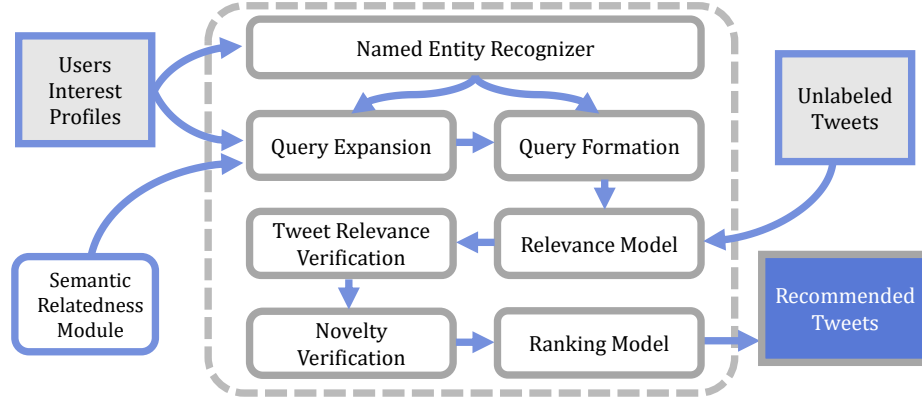 Users
Interest
Profiles
Named Entity Recognizer
Unlabeled
Tweets
Query Expansion
Query Formation
Tweet Relevance
Verification
Relevance Model
Semantic
Relatedness
Module
Novelty
Verification
Ranking Model
Recommended
Tweets